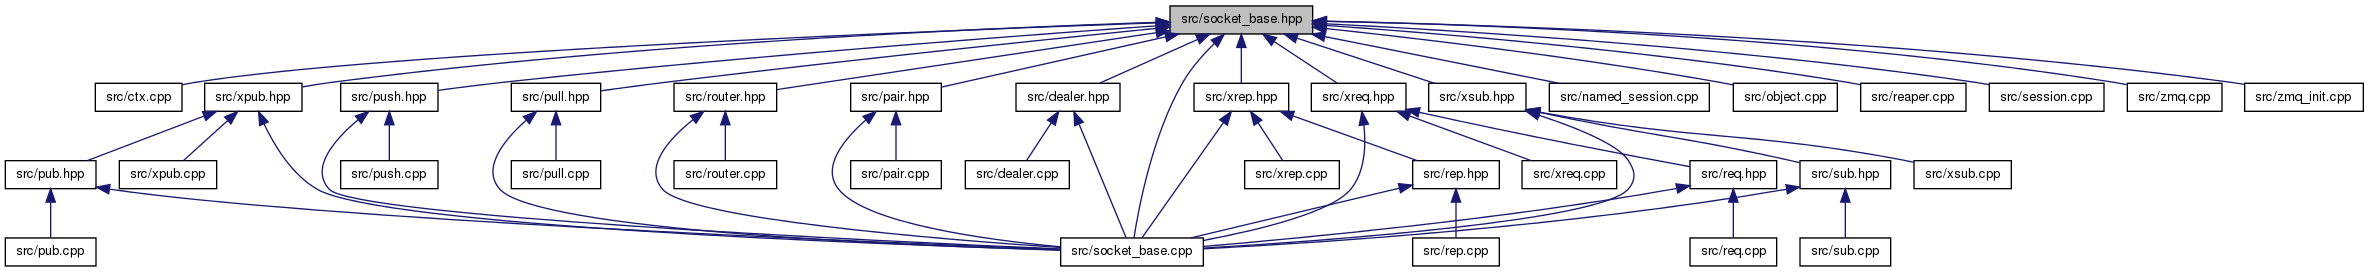 src/socket_base.hpp
src/ctx.cpp
src/xpub.hpp
src/push.hpp
src/pull.hpp
src/router.hpp
src/pair.hpp
src/dealer.hpp
src/xrep.hpp
src/xreq.hpp
src/xsub.hpp
src/named_session.cpp
src/object.cpp
src/reaper.cpp
src/session.cpp
src/zmq.cpp
src/zmq_init.cpp
src/pub.hpp
src/xpub.cpp
src/push.cpp
src/pull.cpp
src/router.cpp
src/pair.cpp
src/dealer.cpp
src/xrep.cpp
src/rep.hpp
src/xreq.cpp
src/req.hpp
src/sub.hpp
src/xsub.cpp
src/pub.cpp
src/socket_base.cpp
src/rep.cpp
src/req.cpp
src/sub.cpp